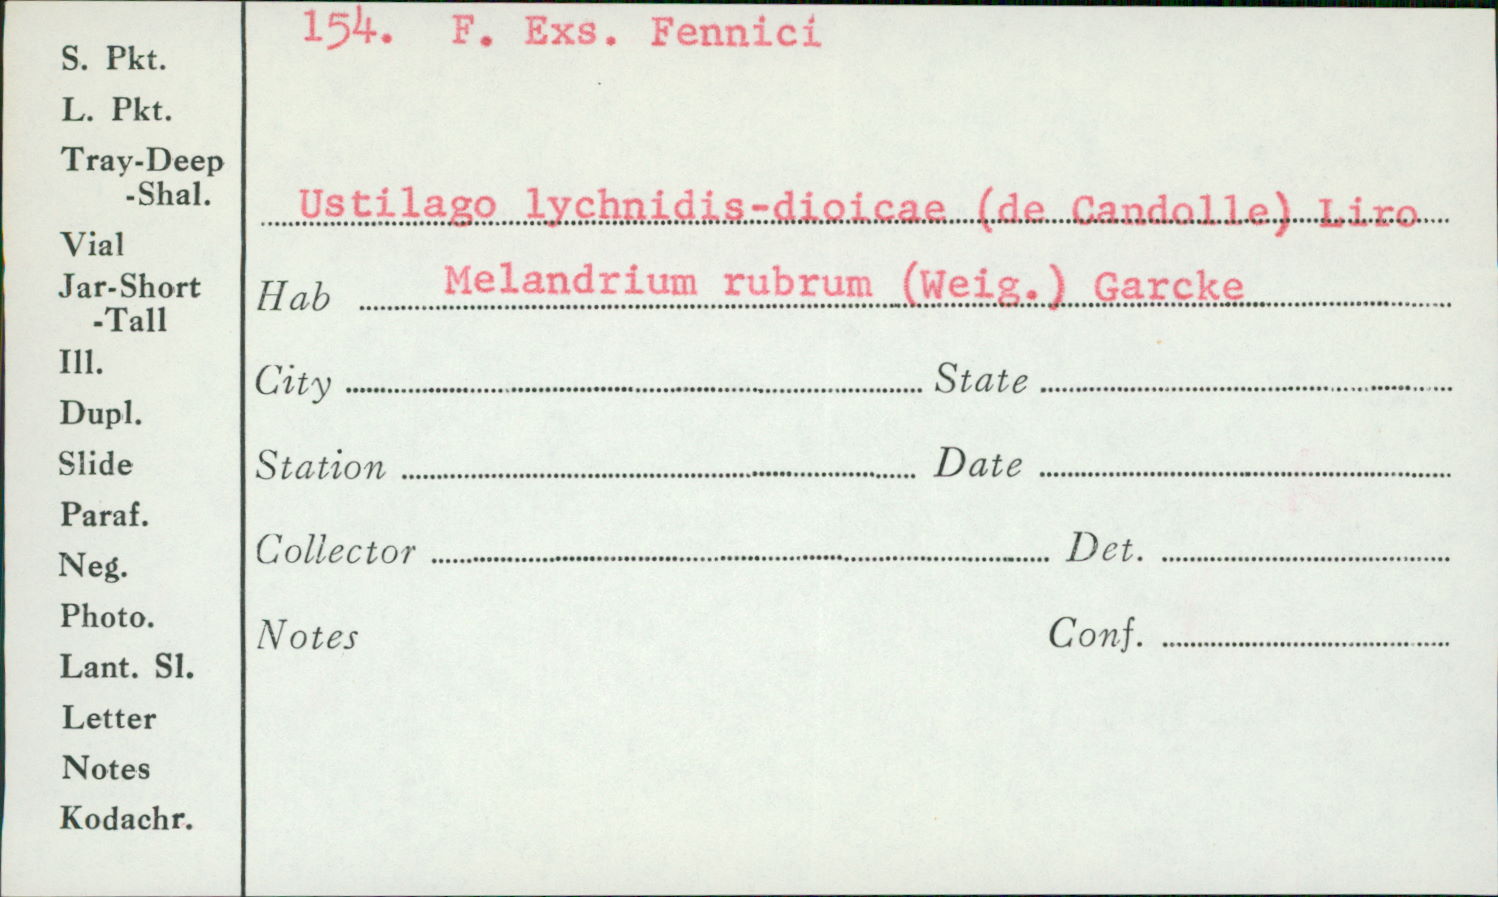 154. F. Exs. Fennici
S. Pkt.
L. Pkt.
Tray-Deep
-Shal.
Vial
Jar-Short
-Tall
Ill.
Dupl.
Slide
Paraf.
Neg.
Photo.
Lant. Sl.
Letter
Notes
Kodachr.
Ustilago lychnidis-dioicae (de Candolle) Liro
Hab Melandrium rubrum (Weig.) Garcke
City State
Station Date
Collector Det.
Notes Conf.